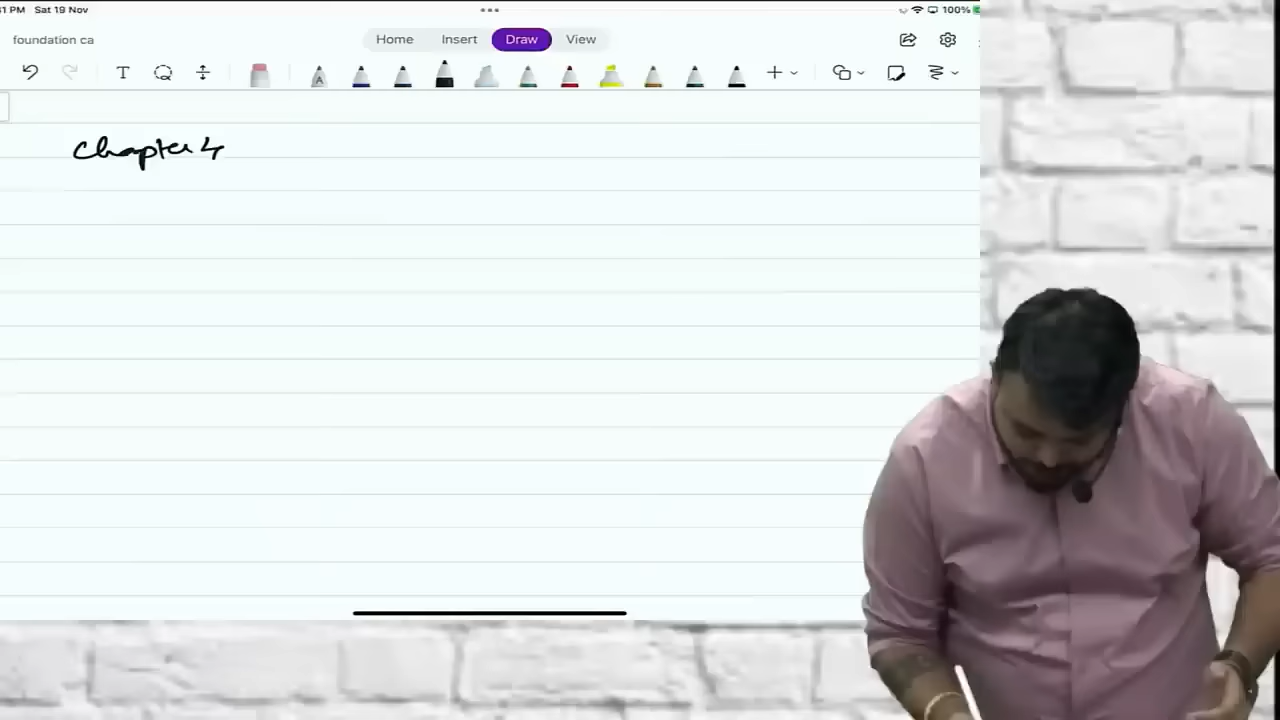 Sat 19 Nov
100%
foundation ca
Home Insert Draw View
T
A
Chapter 4